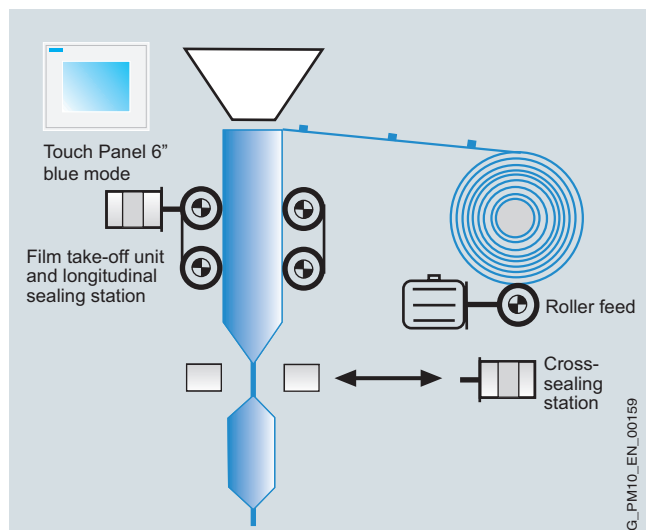 Touch Panel 6”
blue mode
Film take-off unit
and longitudinal
sealing station
Roller feed
Cross-
sealing
station
G_PM10_EN_00159